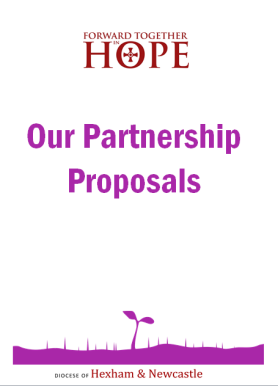 FORWARD TOGETHER
IN
HOPE
Our Partnership
Proposals
DIOCESE OF Hexham & Newcastle